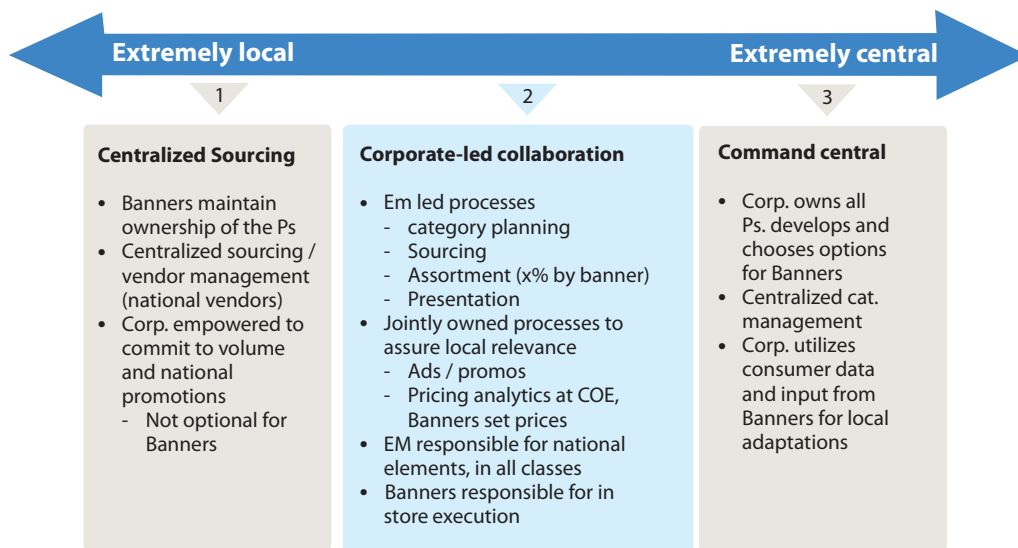 Extremely local
Extremely central
1
2
3
Centralized Sourcing
• Banners maintain
ownership of the Ps
• Centralized sourcing /
vendor management
(national vendors)
• Corp. empowered to
commit to volume
and national
promotions
- Not optional for
Banners
Corporate-led collaboration
• Em led processes
- category planning
- Sourcing
- Assortment (x% by banner)
- Presentation
• Jointly owned processes to
assure local relevance
- Ads / promos
- Pricing analytics at COE,
Banners set prices
• EM responsible for national
elements, in all classes
• Banners responsible for in
store execution
Command central
• Corp. owns all
Ps. develops and
chooses options
for Banners
• Centralized cat.
management
• Corp. utilizes
consumer data
and input from
Banners for local
adaptations